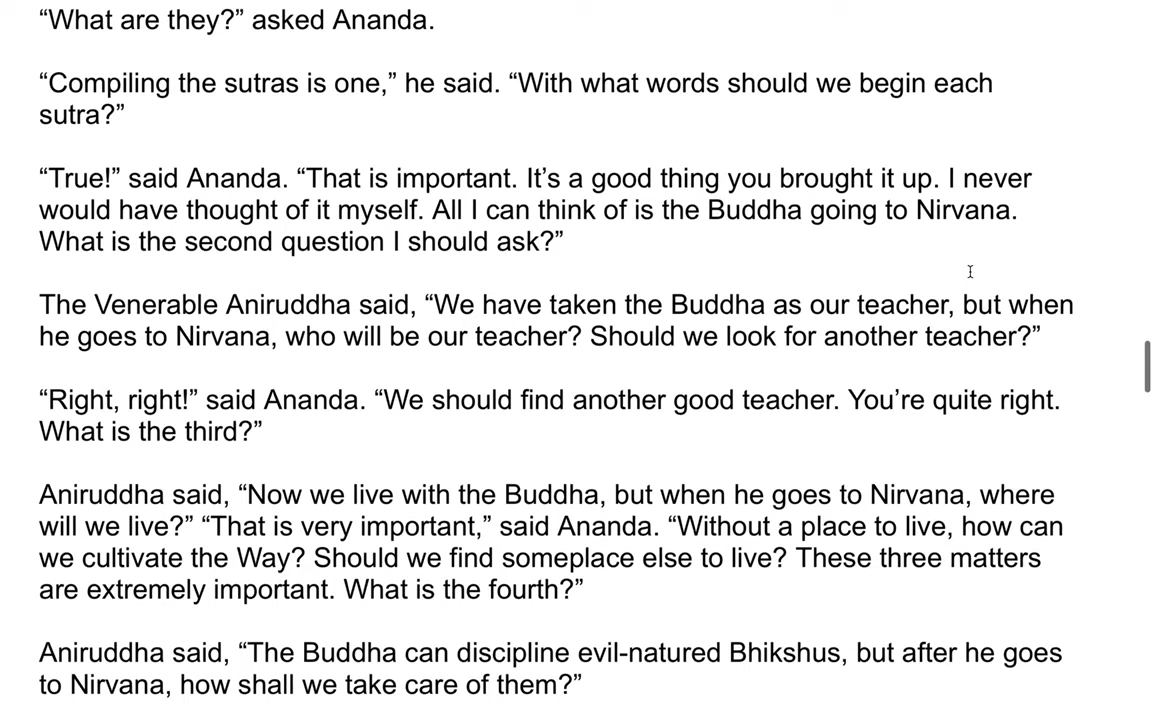 “What are they?” asked Ananda.
“Compiling the sutras is one,” he said. “With what words should we begin each
sutra?”
“True!” said Ananda. “That is important. It’s a good thing you brought it up. I never
would have thought of it myself. All I can think of is the Buddha going to Nirvana.
What is the second question I should ask?”
The Venerable Aniruddha said, “We have taken the Buddha as our teacher, but when
he goes to Nirvana, who will be our teacher? Should we look for another teacher?”
“Right, right!” said Ananda. “We should find another good teacher. You’re quite right.
What is the third?”
Aniruddha said, “Now we live with the Buddha, but when he goes to Nirvana, where
will we live?” “That is very important,” said Ananda. “Without a place to live, how can
we cultivate the Way? Should we find someplace else to live? These three matters
are extremely important. What is the fourth?”
Aniruddha said, “The Buddha can discipline evil-natured Bhikshus, but after he goes
to Nirvana, how shall we take care of them?”